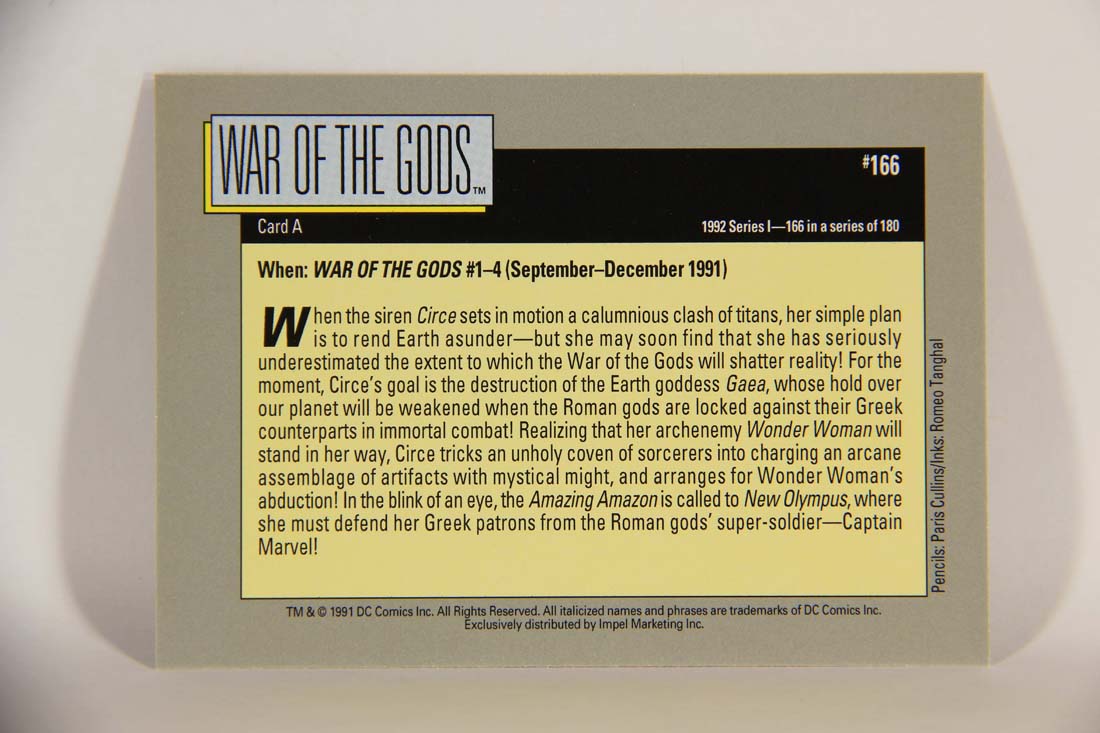 WAR OF THE GODS™
#166
Card A
1992 Series I—166 in a series of 180
When: WAR OF THE GODS #1–4 (September–December 1991)
When the siren Circe sets in motion a calumnious clash of titans, her simple plan
is to rend Earth asunder—but she may soon find that she has seriously
underestimated the extent to which the War of the Gods will shatter reality! For the
moment, Circe's goal is the destruction of the Earth goddess Gaea, whose hold over
our planet will be weakened when the Roman gods are locked against their Greek
counterparts in immortal combat! Realizing that her archenemy Wonder Woman will
stand in her way, Circe tricks an unholy coven of sorcerers into charging an arcane
assemblage of artifacts with mystical might, and arranges for Wonder Woman's
abduction! In the blink of an eye, the Amazing Amazon is called to New Olympus, where
she must defend her Greek patrons from the Roman gods' super-soldier—Captain
Marvel!
Pencils: Paris Cullins/Inks: Romeo Tanghal
TM & © 1991 DC Comics Inc. All Rights Reserved. All italicized names and phrases are trademarks of DC Comics Inc.
Exclusively distributed by Impel Marketing Inc.